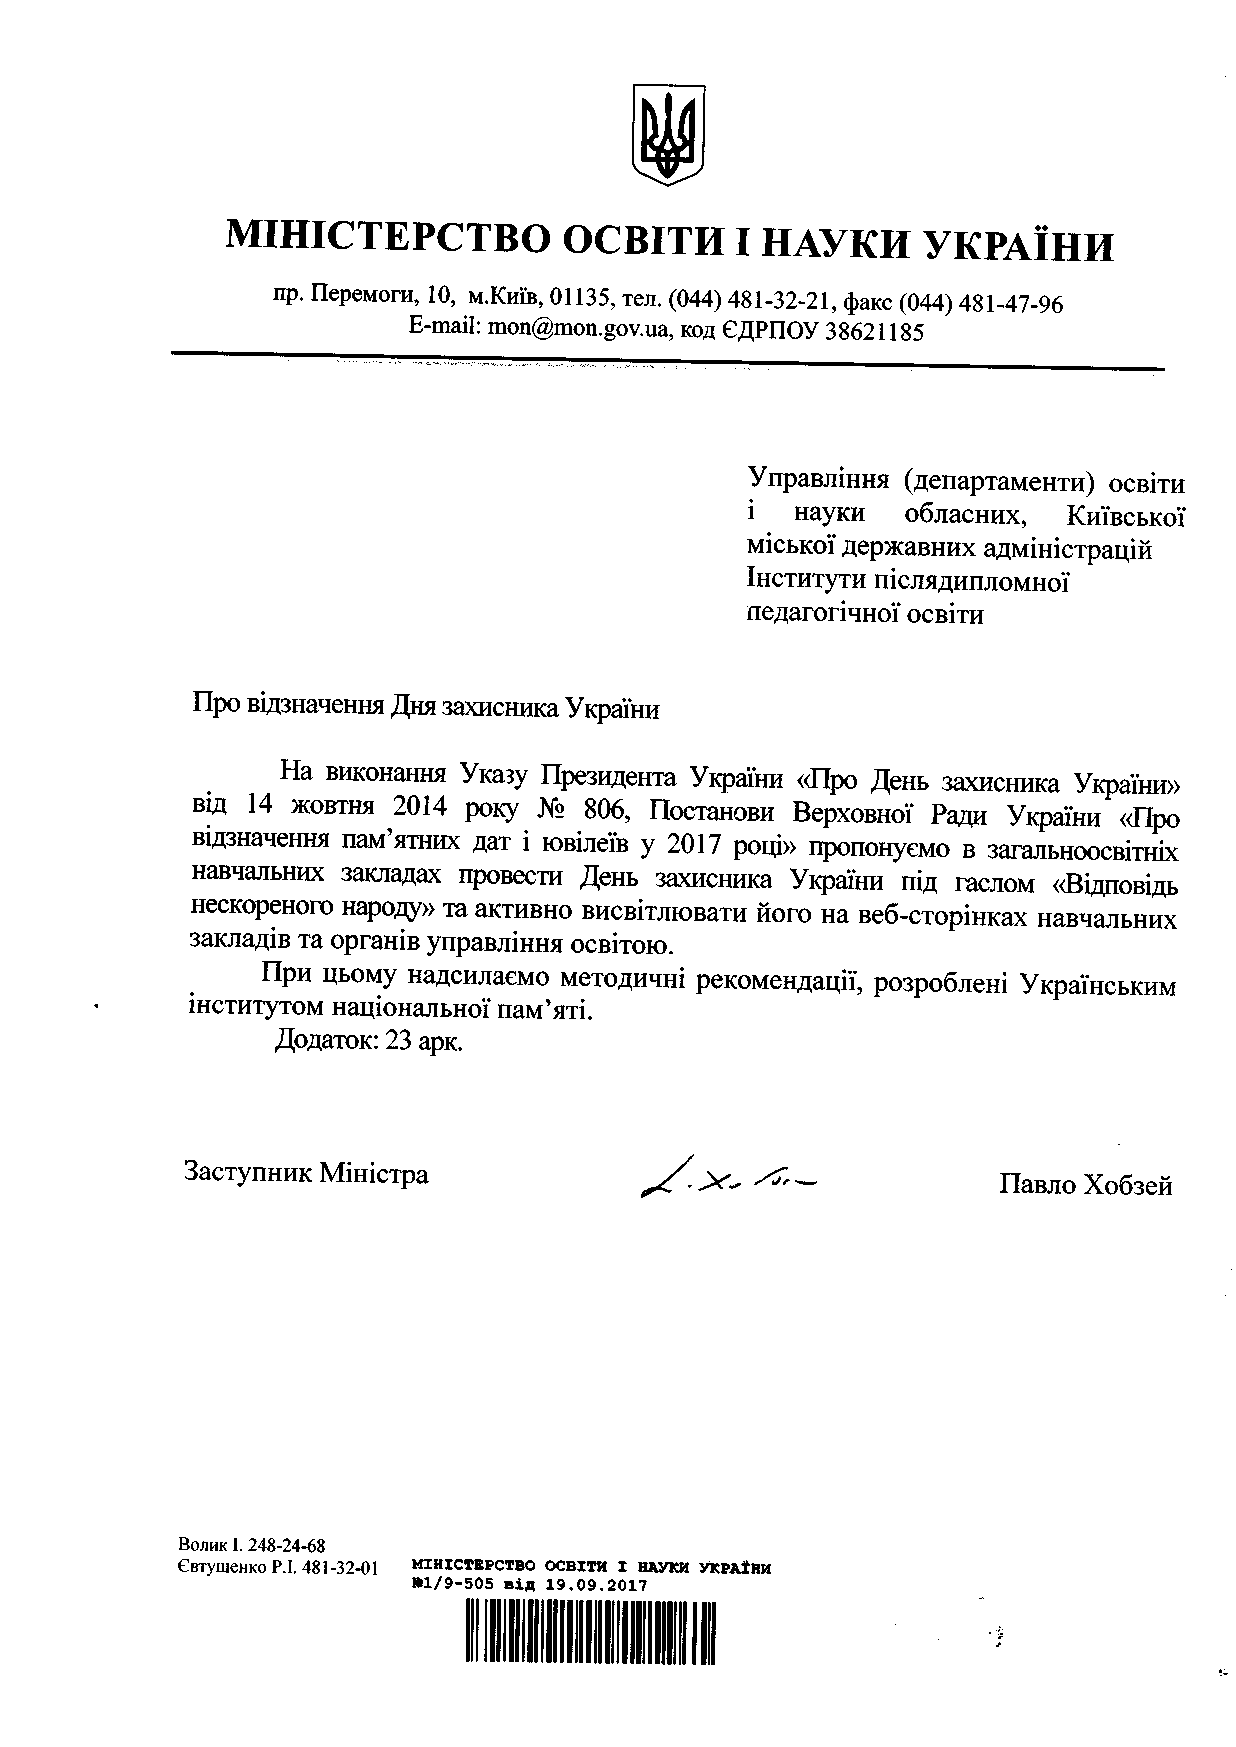 МІНІСТЕРСТВО ОСВІТИ І НАУКИ УКРАЇНИ
пр. Перемоги, 10, м.Київ, 01135, тел. (044) 481-32-21, факс (044) 481-47-96
E-mail: mon@mon.gov.ua, код ЄДРПОУ 38621185
Управління (департаменти) освіти
і науки обласних, Київської
міської державних адміністрацій
Інститути післядипломної
педагогічної освіти
Про відзначення Дня захисника України
На виконання Указу Президента України «Про День захисника України»
від 14 жовтня 2014 року № 806, Постанови Верховної Ради України «Про
відзначення пам’ятних дат і ювілеїв у 2017 році» пропонуємо в загальноосвітніх
навчальних закладах провести День захисника України під гаслом «Відповідь
нескореного народу» та активно висвітлювати його на веб-сторінках навчальних
закладів та органів управління освітою.
При цьому надсилаємо методичні рекомендації, розроблені Українським
інститутом національної пам’яті.
Додаток: 23 арк.
Заступник Міністра Павло Хобзей
Волик І. 248-24-68
Євтушенко Р.І. 481-32-01
МІНІСТЕРСТВО ОСВІТИ І НАУКИ УКРАЇНИ
№1/9-505 від 19.09.2017